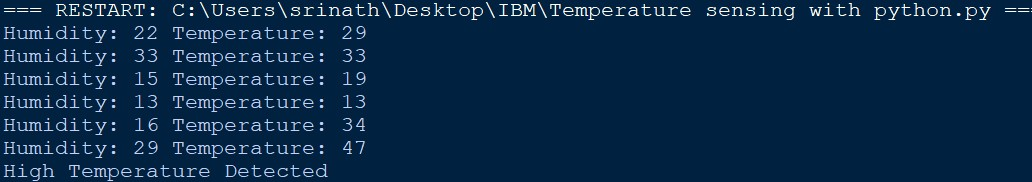 === RESTART: C:\Users\srinath\Desktop\IBM\Temperature sensing with python.py ===
Humidity: 22 Temperature: 29
Humidity: 33 Temperature: 33
Humidity: 15 Temperature: 19
Humidity: 13 Temperature: 13
Humidity: 16 Temperature: 34
Humidity: 29 Temperature: 47
High Temperature Detected